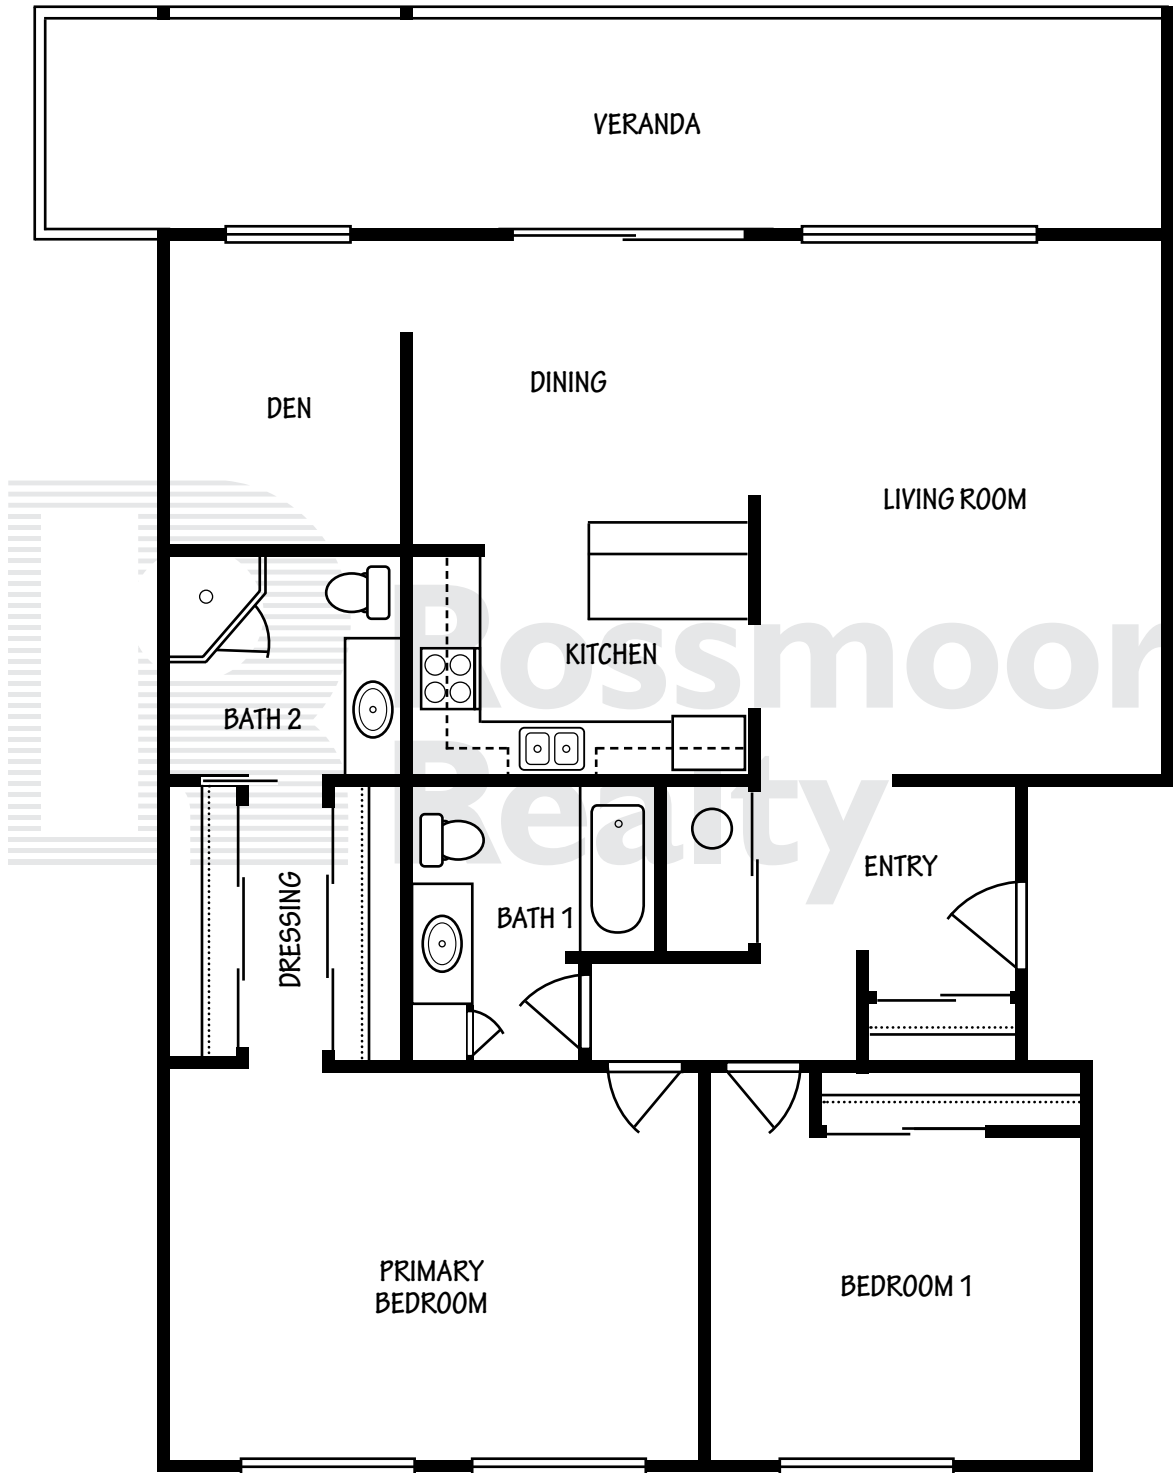 VERANDA
DINING
DEN
LIVING ROOM
Rossmoor
KITCHEN
BATH 2
Realty
ENTRY
DRESSING
BATH 1
PRIMARY
BEDROOM
BEDROOM 1